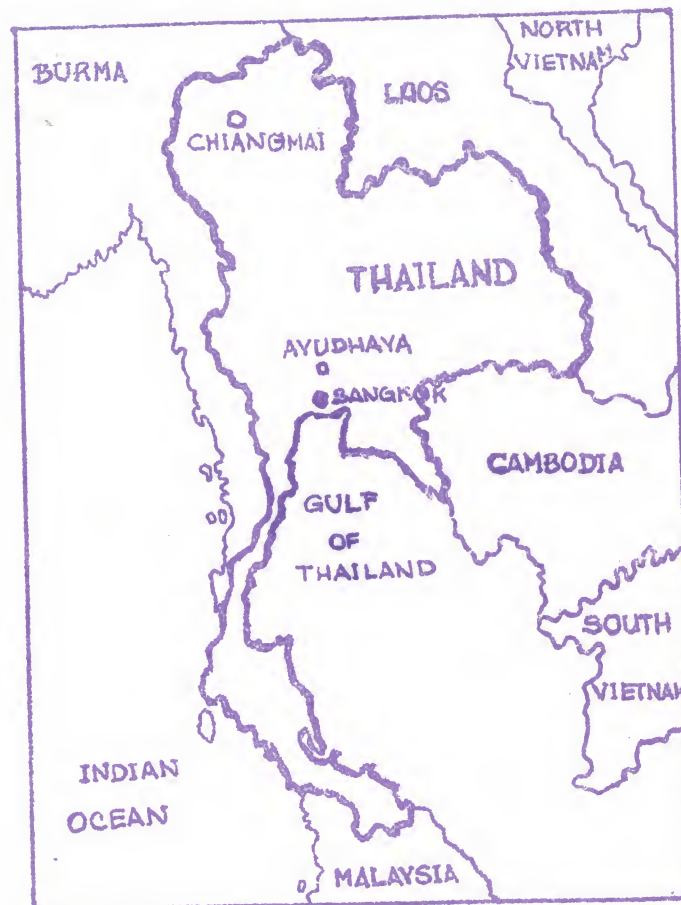 NORTH
VIETNAM
BURMA
LAOS
CHIANGMAI
THAILAND
AYUDHAYA
BANGKOK
CAMBODIA
GULF
OF
THAILAND
SOUTH
VIETNAM
INDIAN
OCEAN
MALAYSIA